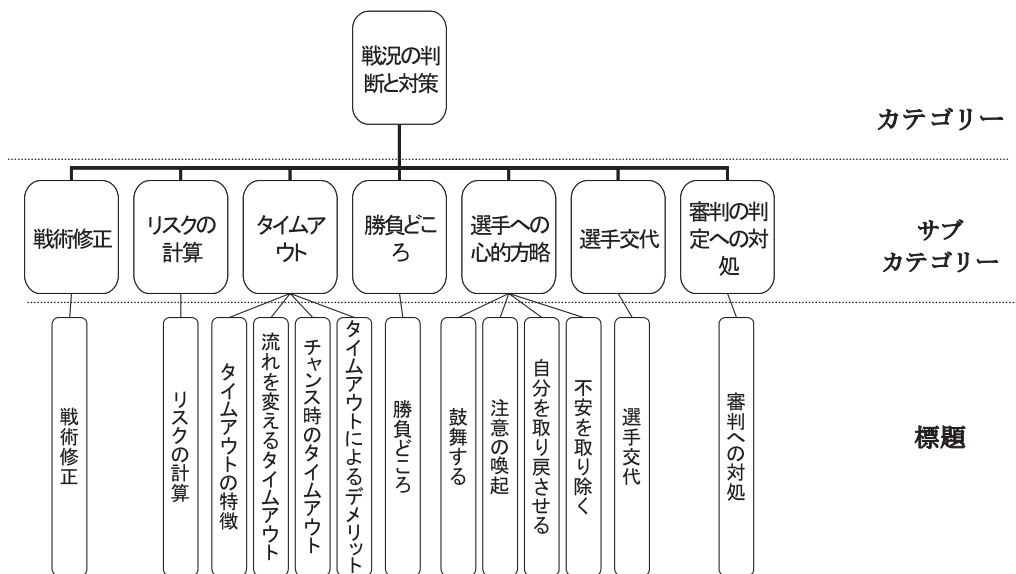 戦況の判
断と対策
カテゴリー
戦術修正
リスクの
計算
タイムア
ウト
勝負どこ
ろ
選手への
心的方略
選手交代
審判の判
定への対
処
サブ
カテゴリー
戦術修正
リスクの計算
タイムアウトの特徴
流れを変えるタイムアウト
チャンス時のタイムアウト
タイムアウトによるデメリット
勝負どころ
鼓舞する
注意の喚起
自分を取り戻させる
不安を取り除く
選手交代
審判への対処
標題